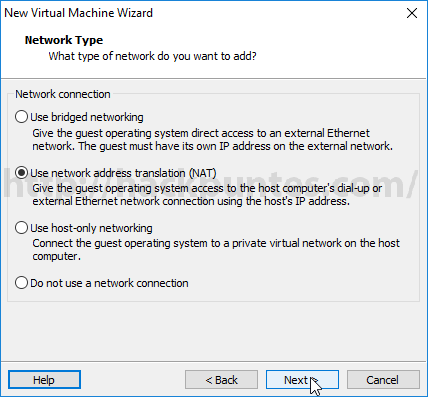 New Virtual Machine Wizard
Network Type
What type of network do you want to add?
Network connection
Use bridged networking
Give the guest operating system direct access to an external Ethernet
network. The guest must have its own IP address on the external network.
http://hackpuntes.com/
Use network address translation (NAT)
Give the guest operating system access to the host computer's dial-up or
external Ethernet network connection using the host's IP address.
Use host-only networking
Connect the guest operating system to a private virtual network on the host
computer.
Do not use a network connection
Help
< Back
Next >
Cancel